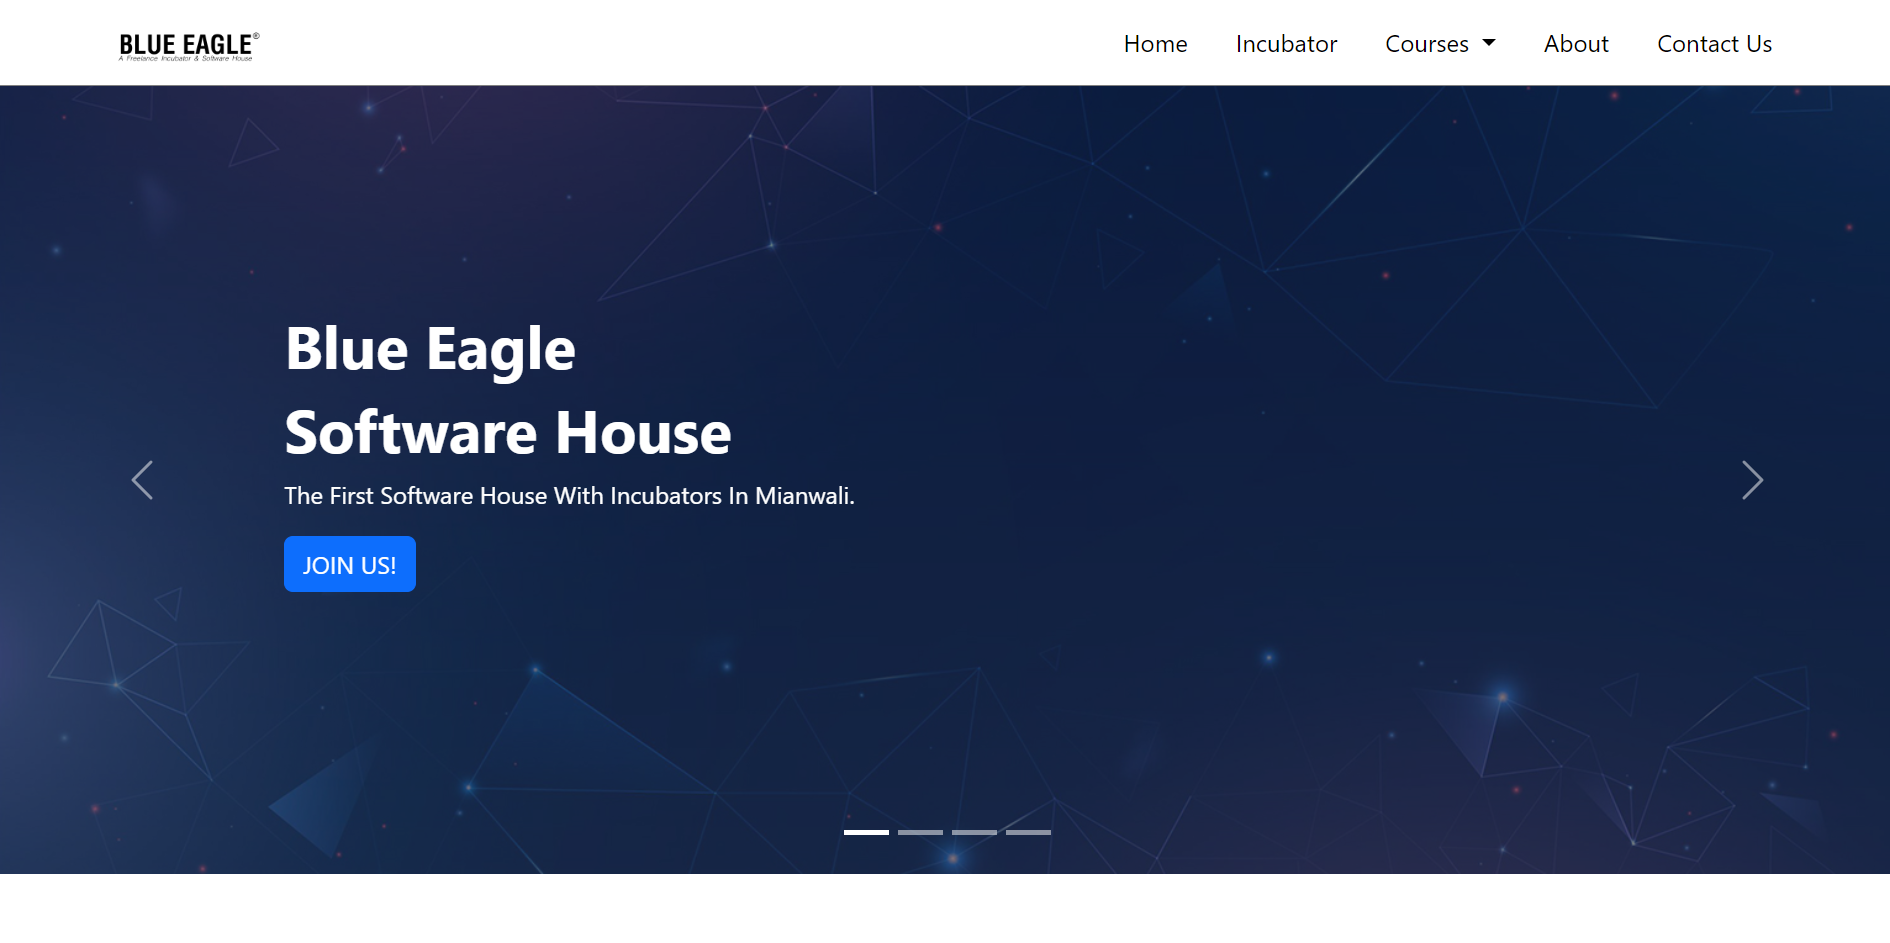 BLUE EAGLE®
A Freelance Incubator & Software House
Home Incubator Courses About Contact Us
Blue Eagle
Software House
The First Software House With Incubators In Mianwali.
JOIN US!